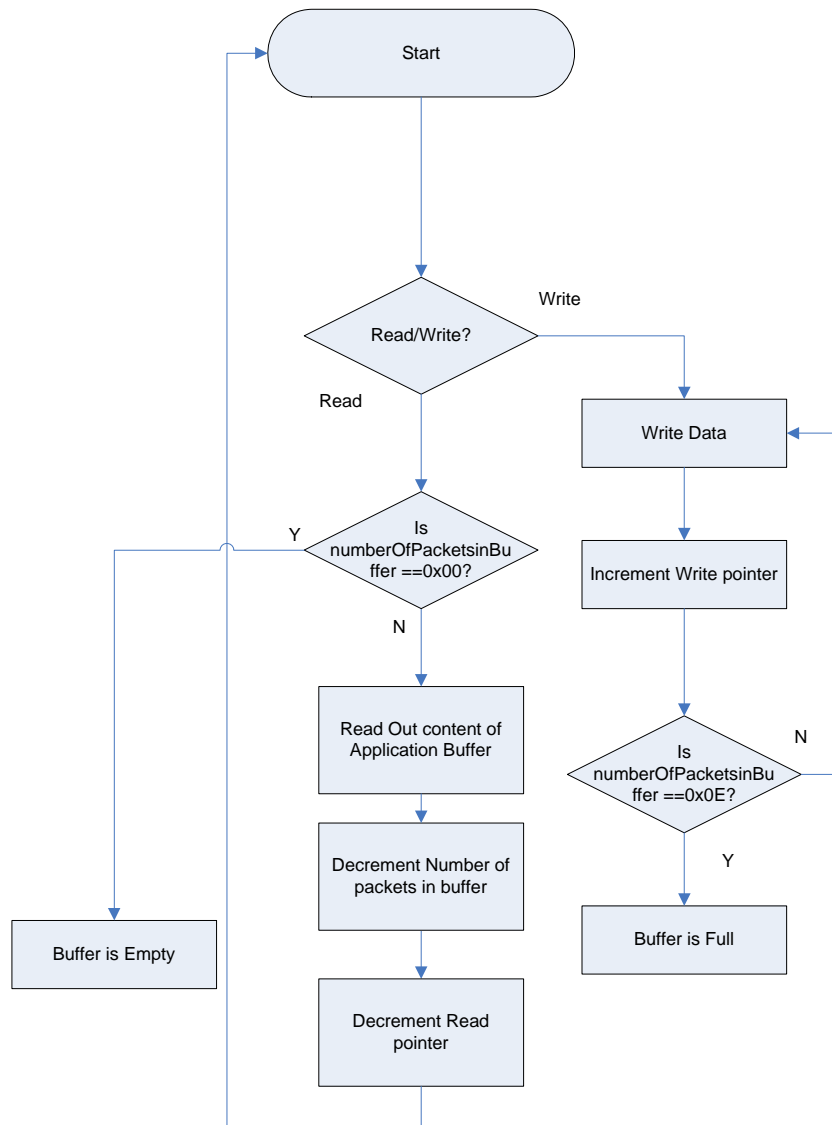 Start
Read/Write?
Write
Read
Write Data
Is
numberOfPacketsinBu
ffer ==0x00?
Y
N
Increment Write pointer
Read Out content of
Application Buffer
Is
numberOfPacketsinBu
ffer ==0x0E?
N
Y
Decrement Number of
packets in buffer
Buffer is Empty
Buffer is Full
Decrement Read
pointer